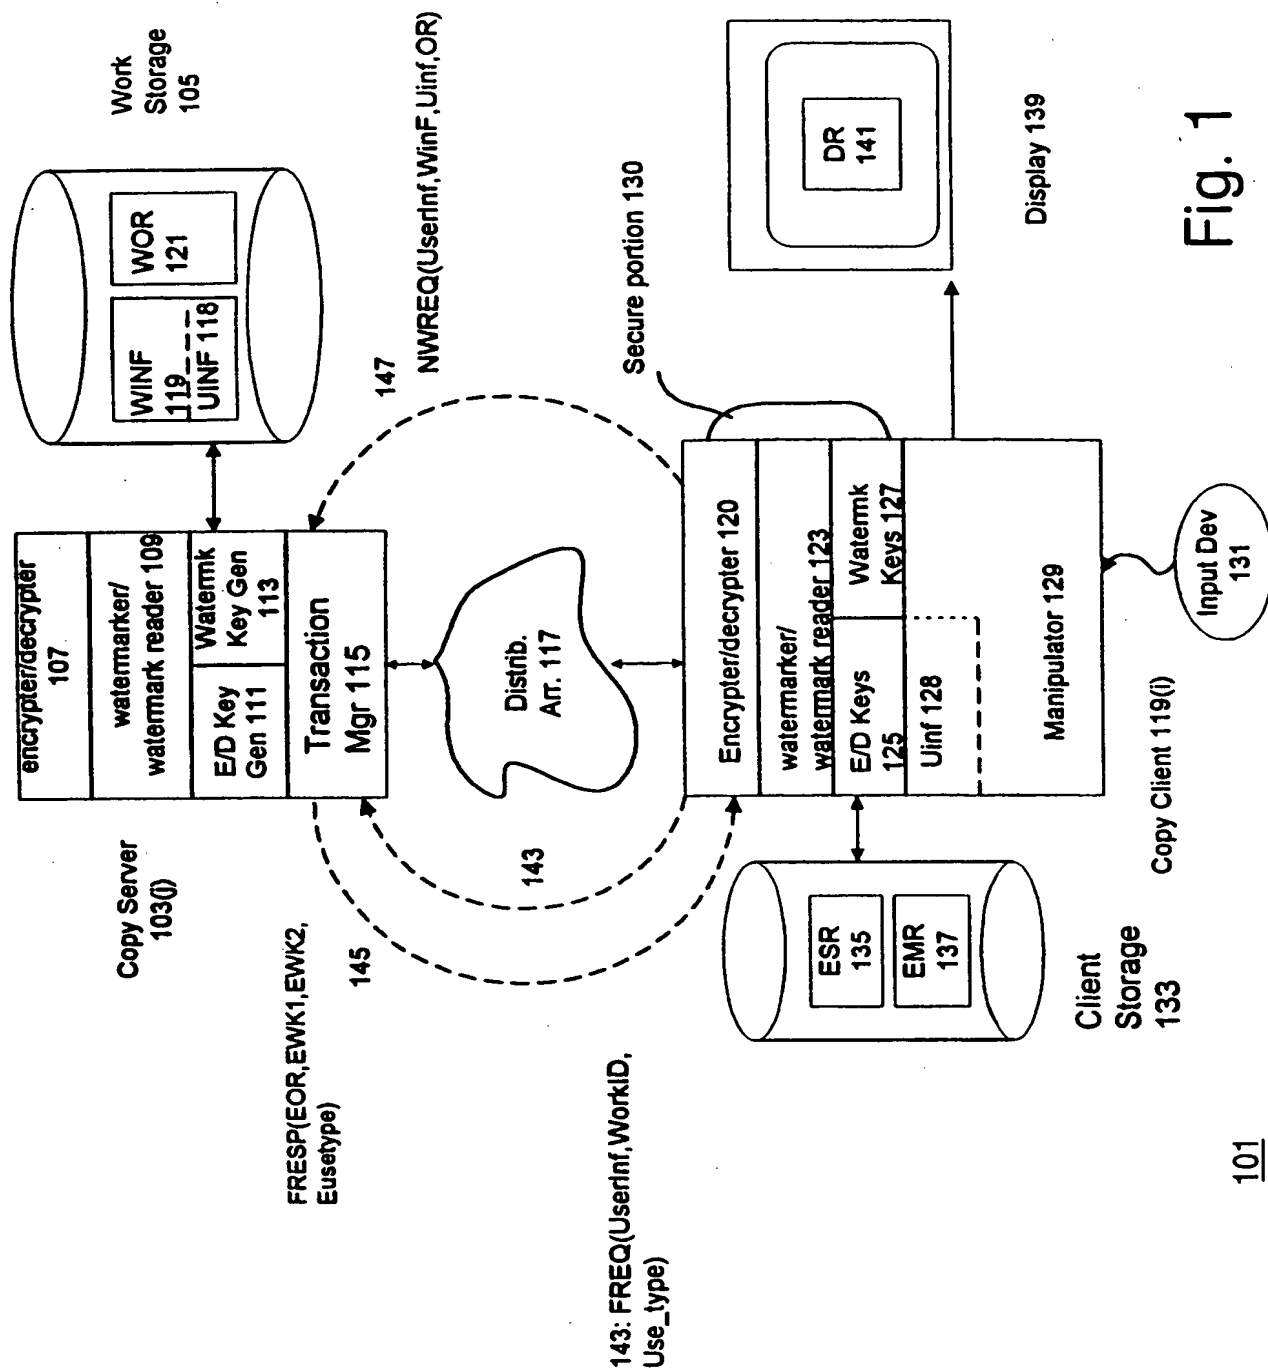 Work
Storage
105
WINF
119
UINF 118
WOR
121
Copy Server
103(j)
encrypter/decrypter
107
watermarker/
watermark reader 109
E/D Key
Gen 111
Watermk
Key Gen
113
Transaction
Mgr 115
147
NWREQ(UserInf,WinF,Uinf,OR)
FRESP(EOR,EWK1,EWK2,
Eusetype)
145
143
Distrib.
Arr. 117
143: FREQ(UserInf,WorkID,
Use_type)
Secure portion 130
Encrypter/decrypter 120
watermarker/
watermark reader 123
E/D Keys
125
Watermk
Keys 127
Uinf 128
Manipulator 129
DR
141
Display 139
ESR
135
EMR
137
Client
Storage
133
Copy Client 119(i)
Input Dev
131
101
Fig. 1